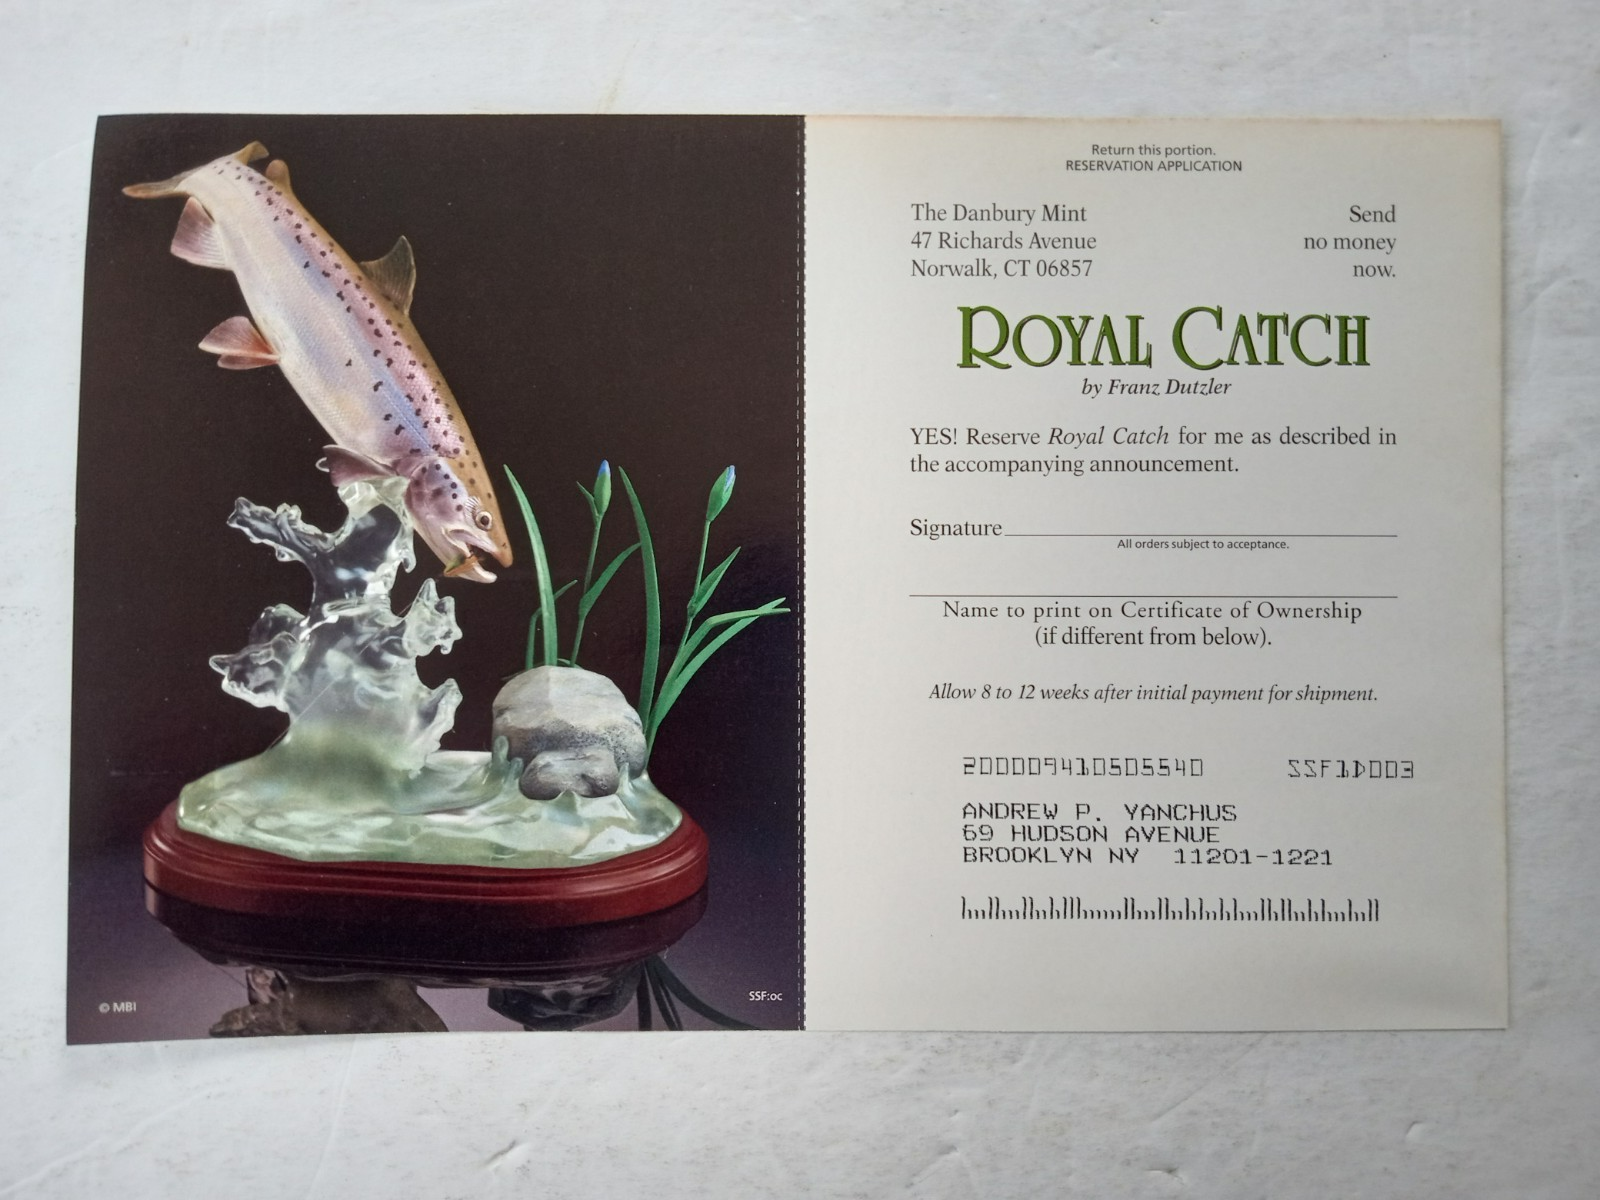 © MBI
SSF:oc
Return this portion.
RESERVATION APPLICATION
The Danbury Mint
47 Richards Avenue
Norwalk, CT 06857
Send
no money
now.
ROYAL CATCH
by Franz Dutzler
YES! Reserve Royal Catch for me as described in
the accompanying announcement.
Signature
All orders subject to acceptance.
Name to print on Certificate of Ownership
(if different from below).
Allow 8 to 12 weeks after initial payment for shipment.
200009410505540 SSF1D003
ANDREW P. YANCHUS
69 HUDSON AVENUE
BROOKLYN NY 11201-1221